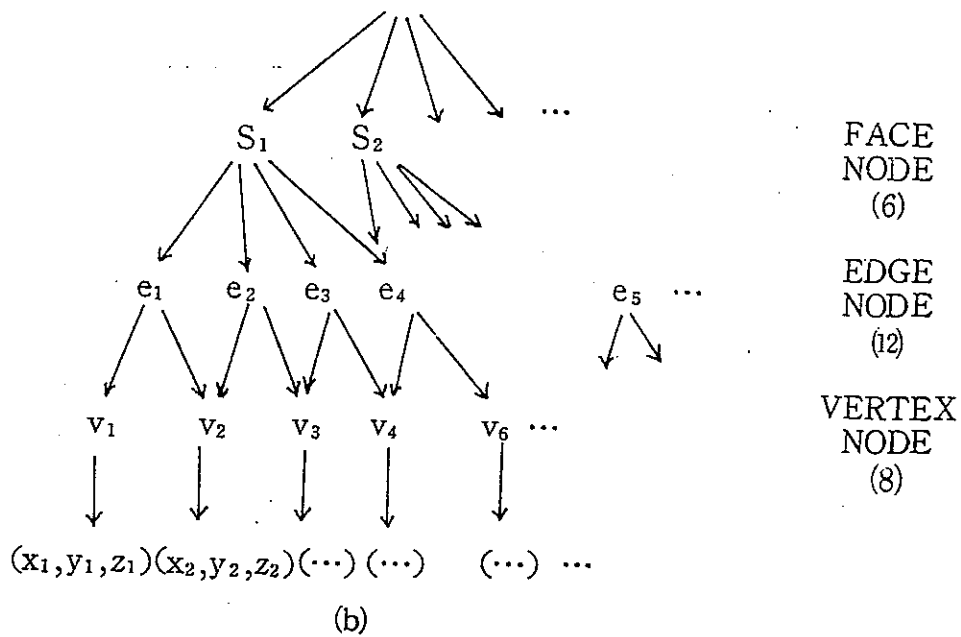 ...
S₁ S₂
FACE
NODE
(6)
e₁ e₂ e₃ e₄ e₅ ...
EDGE
NODE
(12)
v₁ v₂ v₃ v₄ v₆ ...
VERTEX
NODE
(8)
(x₁,y₁,z₁)(x₂,y₂,z₂)(...) (...) (...) ...
(b)